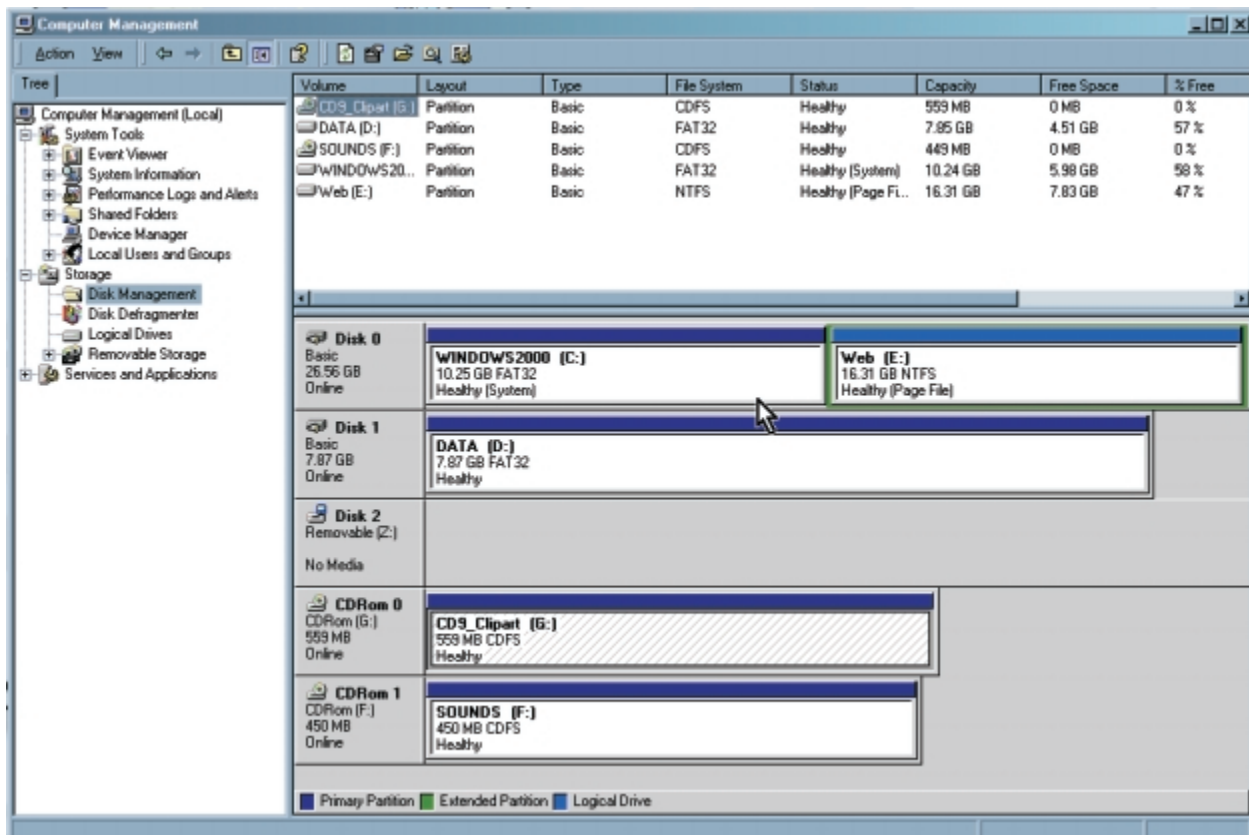 Computer Management
Action View
Tree
Volume Layout Type File System Status Capacity Free Space % Free
CD9_Clipart (G:) Partition Basic CDFS Healthy 559 MB 0 MB 0 %
DATA (D:) Partition Basic FAT32 Healthy 7.85 GB 4.51 GB 57 %
SOUNDS (F:) Partition Basic CDFS Healthy 449 MB 0 MB 0 %
WINDOWS20... Partition Basic FAT32 Healthy (System) 10.24 GB 5.98 GB 58 %
Web (E:) Partition Basic NTFS Healthy (Page Fi... 16.31 GB 7.83 GB 47 %
Computer Management (Local)
System Tools
Event Viewer
System Information
Performance Logs and Alerts
Shared Folders
Device Manager
Local Users and Groups
Storage
Disk Management
Disk Defragmenter
Logical Drives
Removable Storage
Services and Applications
Disk 0
Basic
26.56 GB
Online
WINDOWS2000 (C:)
10.25 GB FAT32
Healthy (System)
Web (E:)
16.31 GB NTFS
Healthy (Page File)
Disk 1
Basic
7.87 GB
Online
DATA (D:)
7.87 GB FAT32
Healthy
Disk 2
Removable (Z:)
No Media
CDRom 0
CDRom (G:)
559 MB
Online
CD9_Clipart (G:)
559 MB CDFS
Healthy
CDRom 1
CDRom (F:)
450 MB
Online
SOUNDS (F:)
450 MB CDFS
Healthy
Primary Partition Extended Partition Logical Drive